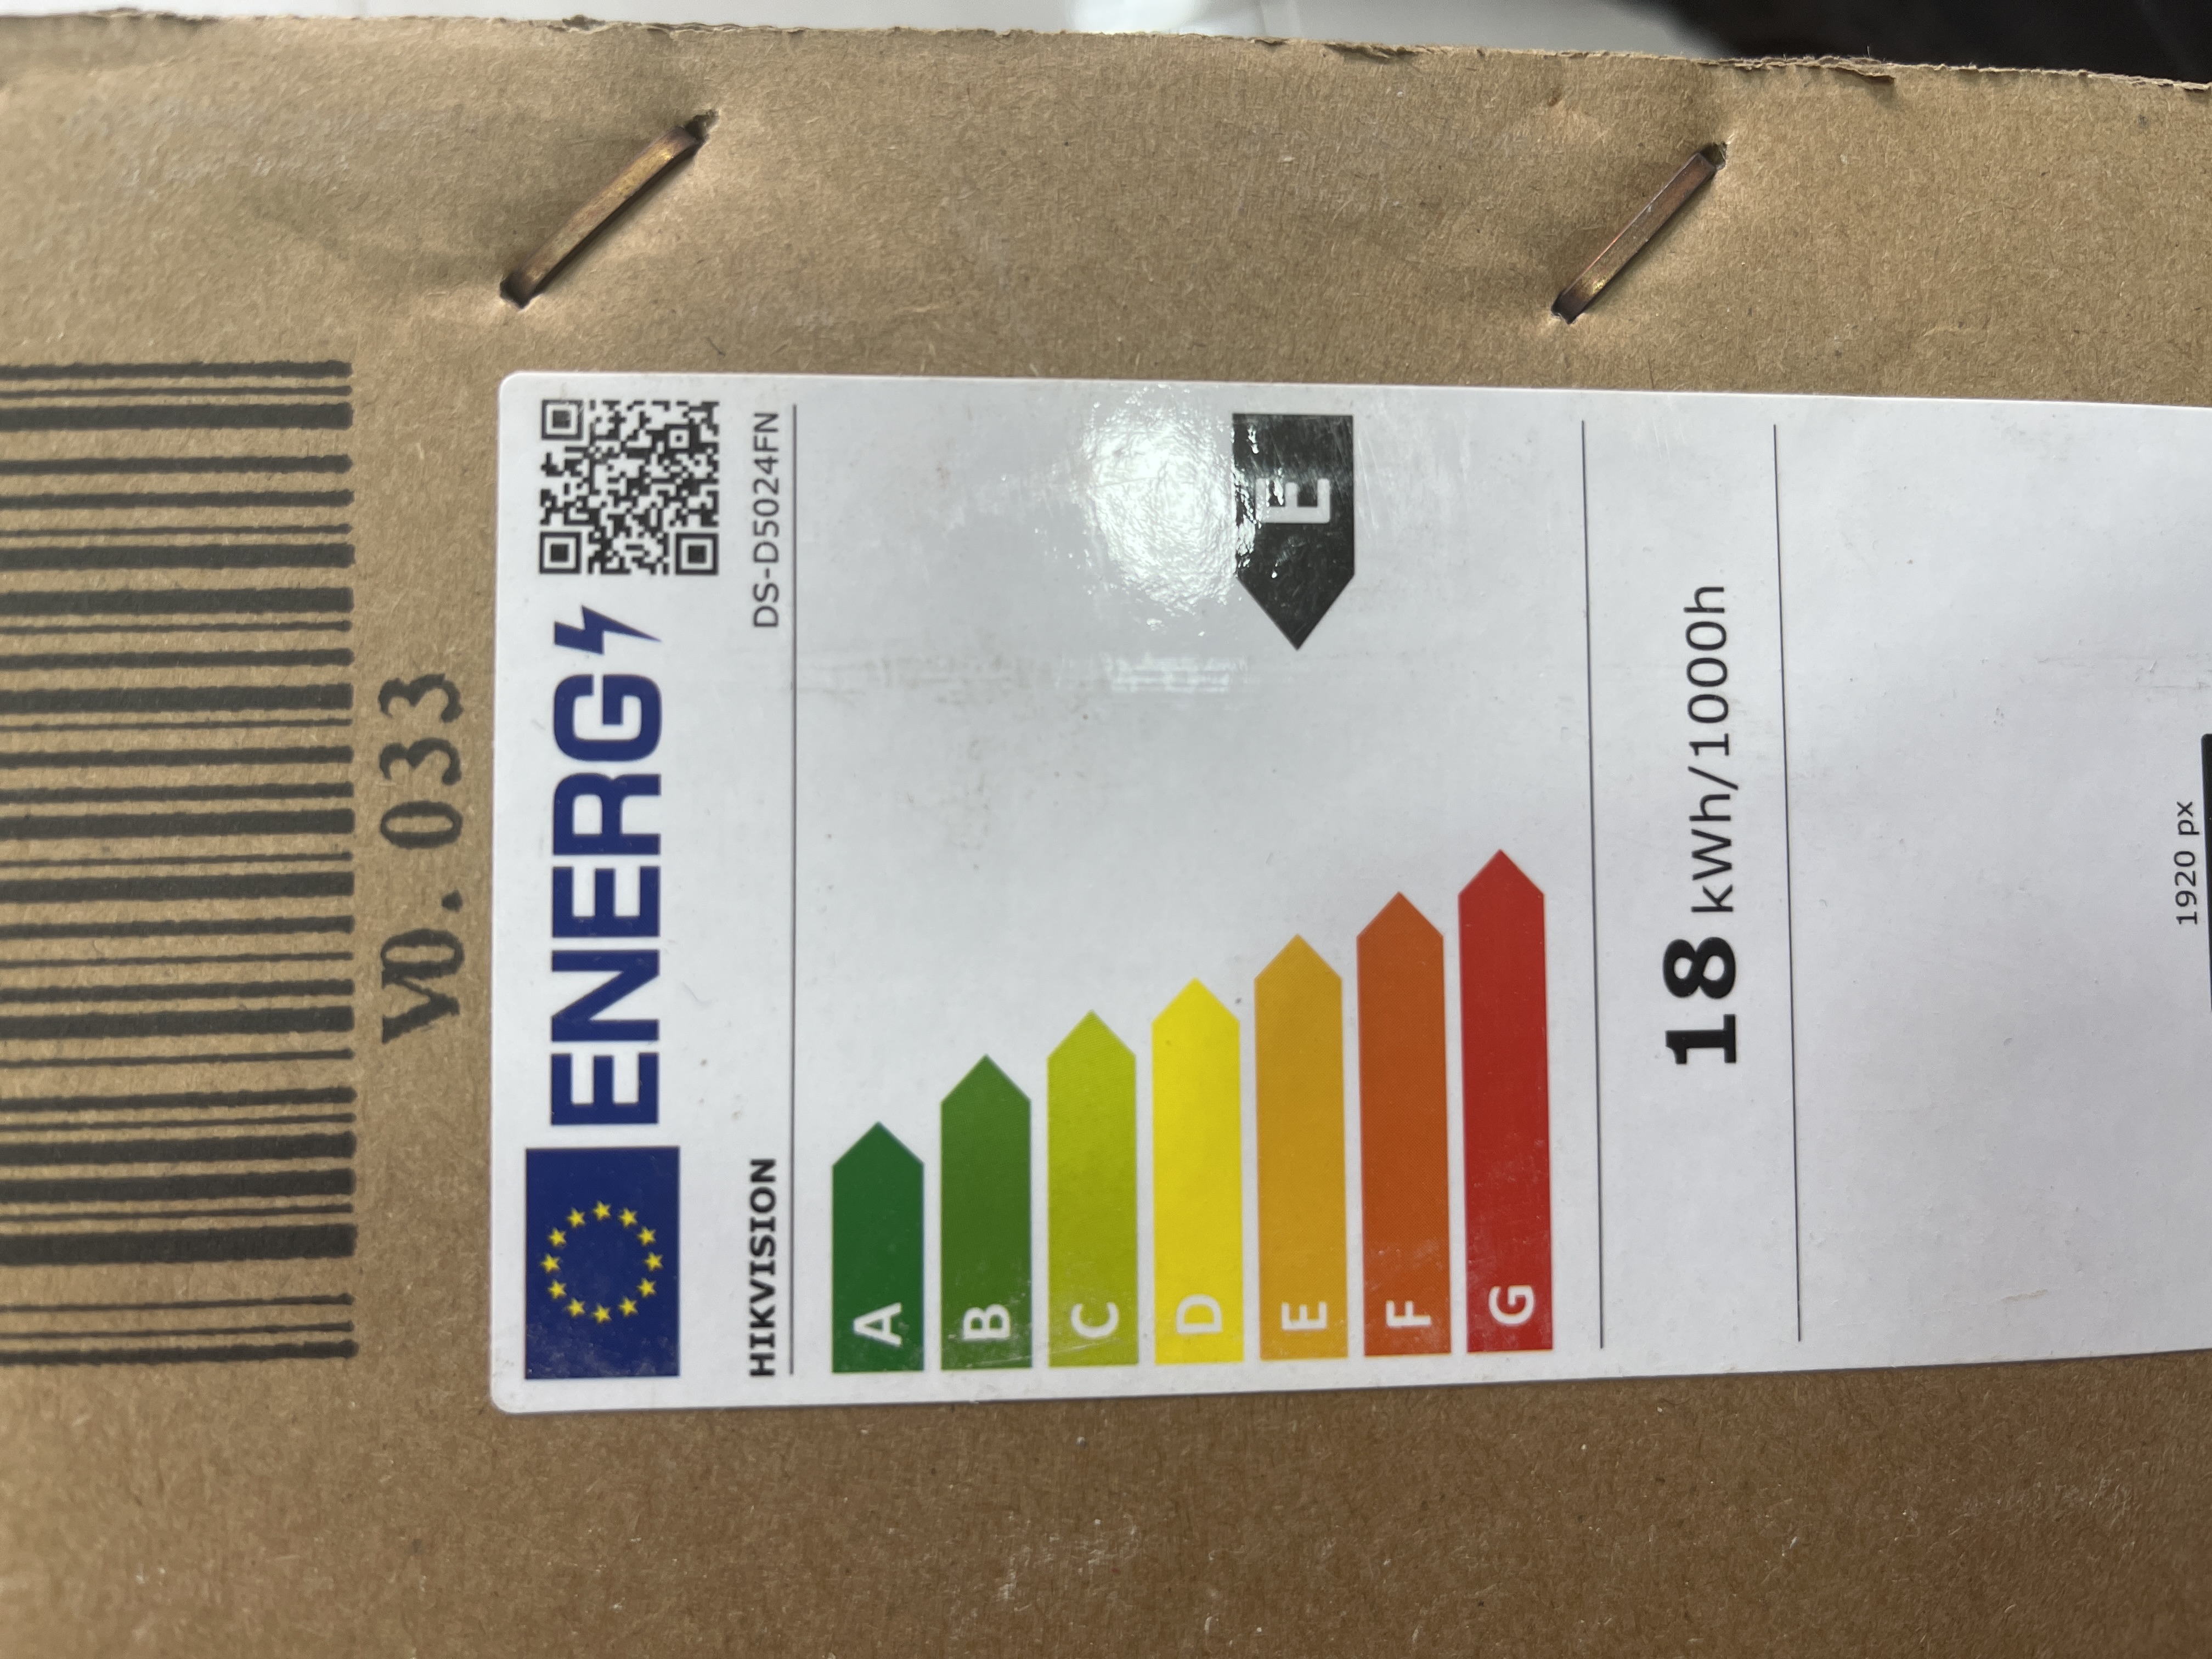 V0.033
ENERG
HIKVISION
DS-D5024FN
A
B
C
D
E
E
F
G
18 kWh/1000h
1920 px